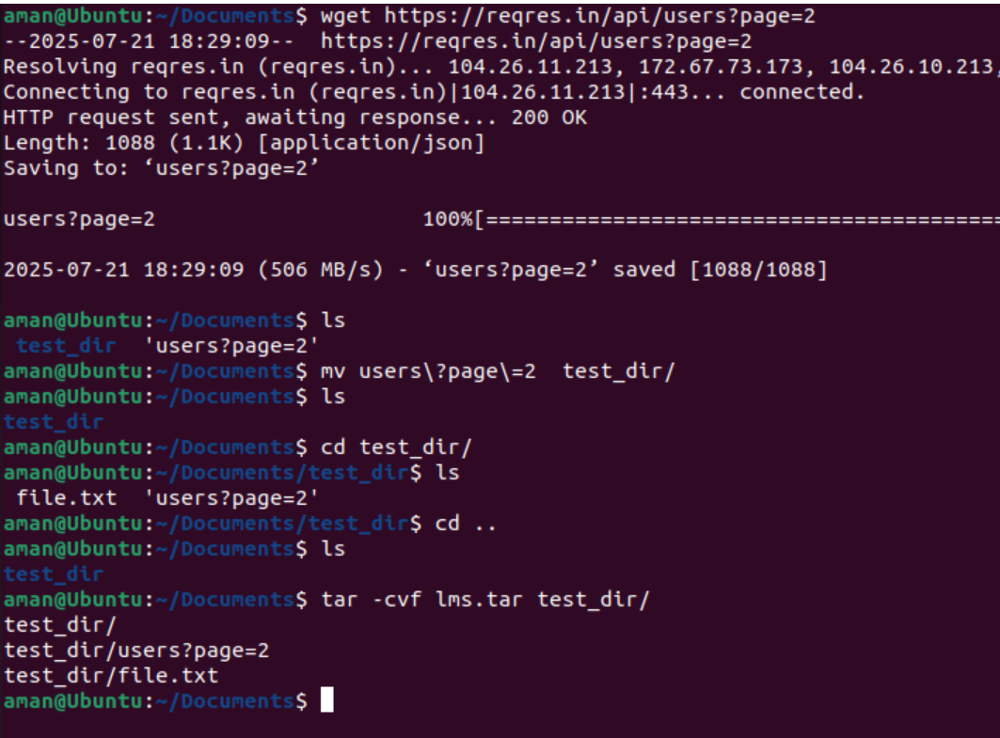 aman@Ubuntu:~/Documents$ wget https://reqres.in/api/users?page=2
--2025-07-21 18:29:09--  https://reqres.in/api/users?page=2
Resolving reqres.in (reqres.in)... 104.26.11.213, 172.67.73.173, 104.26.10.213,
Connecting to reqres.in (reqres.in)|104.26.11.213|:443... connected.
HTTP request sent, awaiting response... 200 OK
Length: 1088 (1.1K) [application/json]
Saving to: ‘users?page=2’
users?page=2                     100%[=========================================
2025-07-21 18:29:09 (506 MB/s) - ‘users?page=2’ saved [1088/1088]
aman@Ubuntu:~/Documents$ ls
 test_dir  'users?page=2'
aman@Ubuntu:~/Documents$ mv users\?page\=2  test_dir/
aman@Ubuntu:~/Documents$ ls
test_dir
aman@Ubuntu:~/Documents$ cd test_dir/
aman@Ubuntu:~/Documents/test_dir$ ls
 file.txt  'users?page=2'
aman@Ubuntu:~/Documents/test_dir$ cd ..
aman@Ubuntu:~/Documents$ ls
test_dir
aman@Ubuntu:~/Documents$ tar -cvf lms.tar test_dir/
test_dir/
test_dir/users?page=2
test_dir/file.txt
aman@Ubuntu:~/Documents$